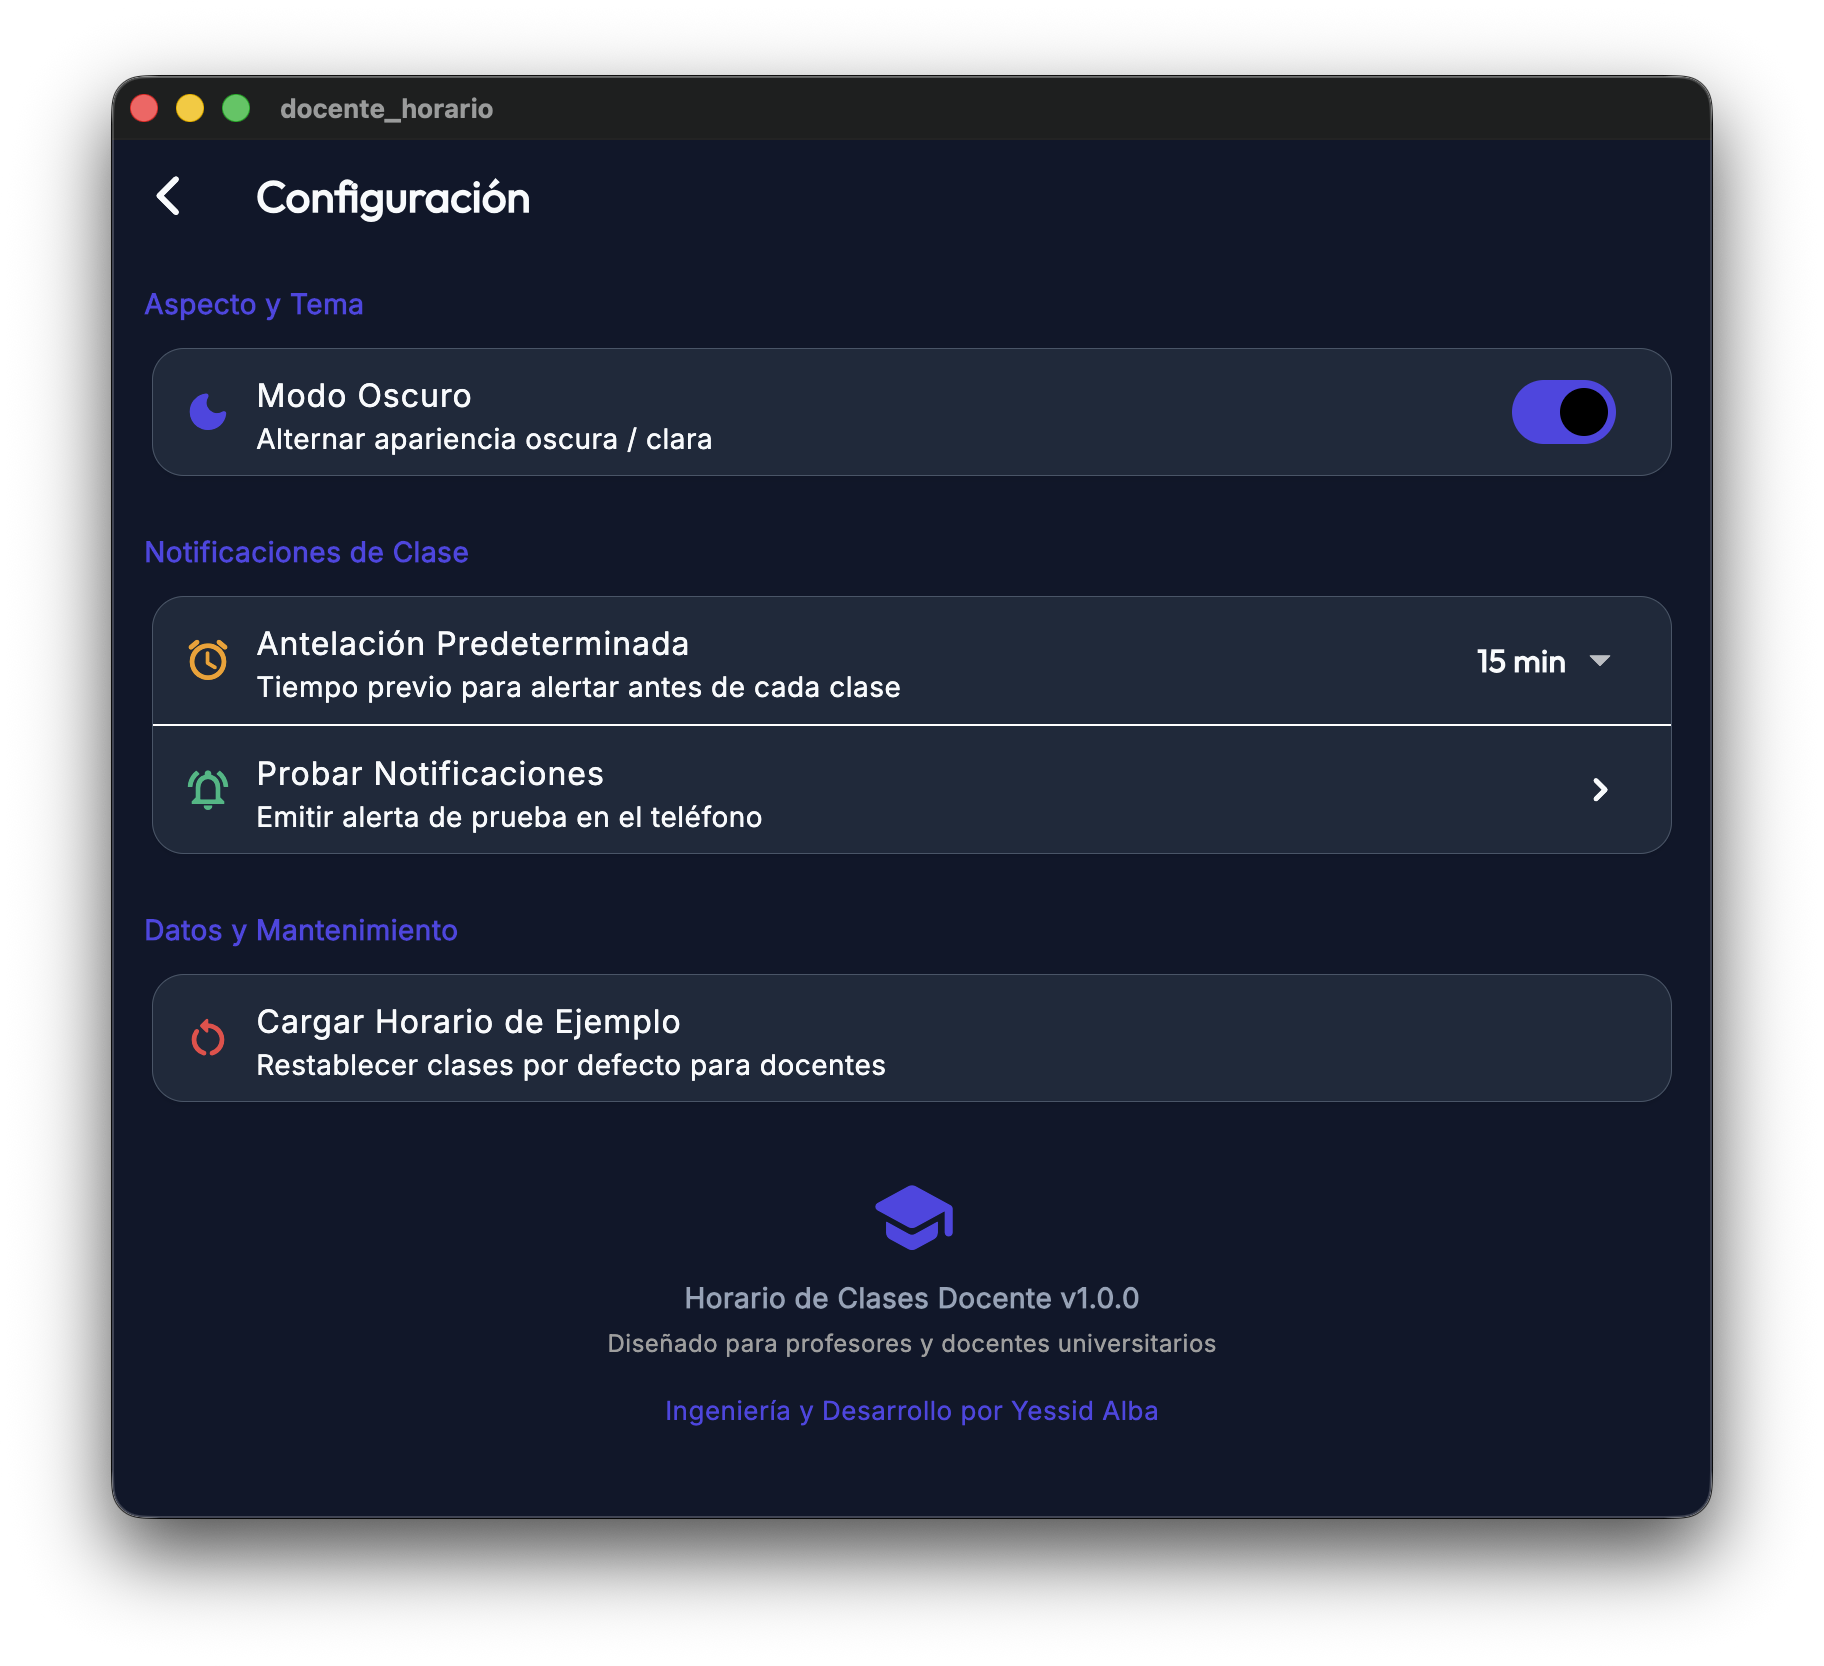 docente_horario
Configuración
Aspecto y Tema
Modo Oscuro
Alternar apariencia oscura / clara
Notificaciones de Clase
Antelación Predeterminada
Tiempo previo para alertar antes de cada clase
15 min
Probar Notificaciones
Emitir alerta de prueba en el teléfono
Datos y Mantenimiento
Cargar Horario de Ejemplo
Restablecer clases por defecto para docentes
Horario de Clases Docente v1.0.0
Diseñado para profesores y docentes universitarios
Ingeniería y Desarrollo por Yessid Alba